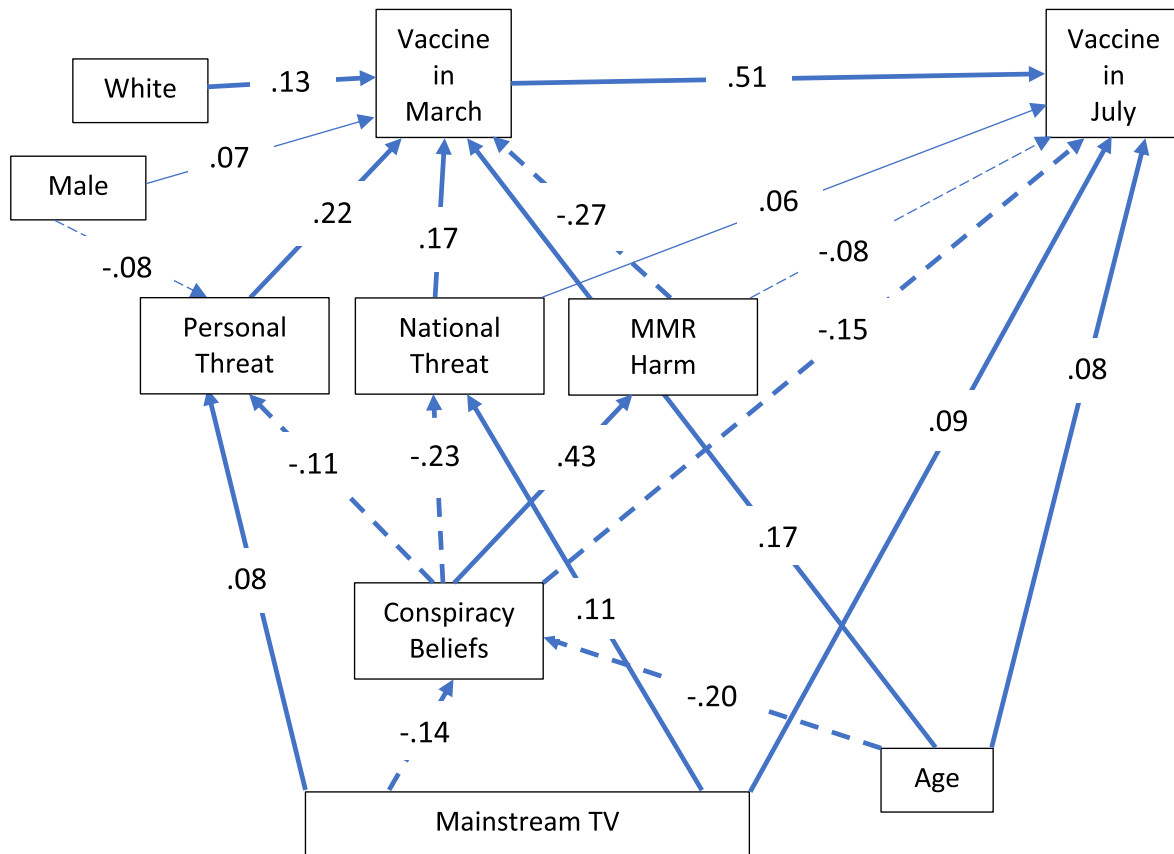 Vaccine
in
March
Vaccine
in
July
White
.13
.51
Male
.07
.22
.17
-.27
.06
-.08
-.08
Personal
Threat
National
Threat
MMR
Harm
-.15
.08
.09
-.11
-.23
.43
.17
.08
Conspiracy
Beliefs
.11
-.20
-.14
Age
Mainstream TV